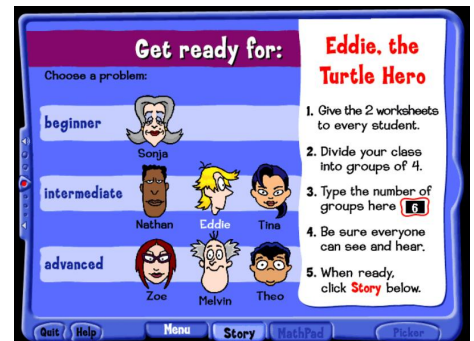 Get ready for:
Choose a problem:
beginner
Sonja
intermediate
Nathan
Eddie
Tina
advanced
Zoe
Melvin
Theo
Eddie, the
Turtle Hero
1. Give the 2 worksheets
to every student.
2. Divide your class
into groups of 4.
3. Type the number of
groups here 6
4. Be sure everyone
can see and hear.
5. When ready,
click Story below.
Quit
Help
Menu
Story
MathPad
Picker